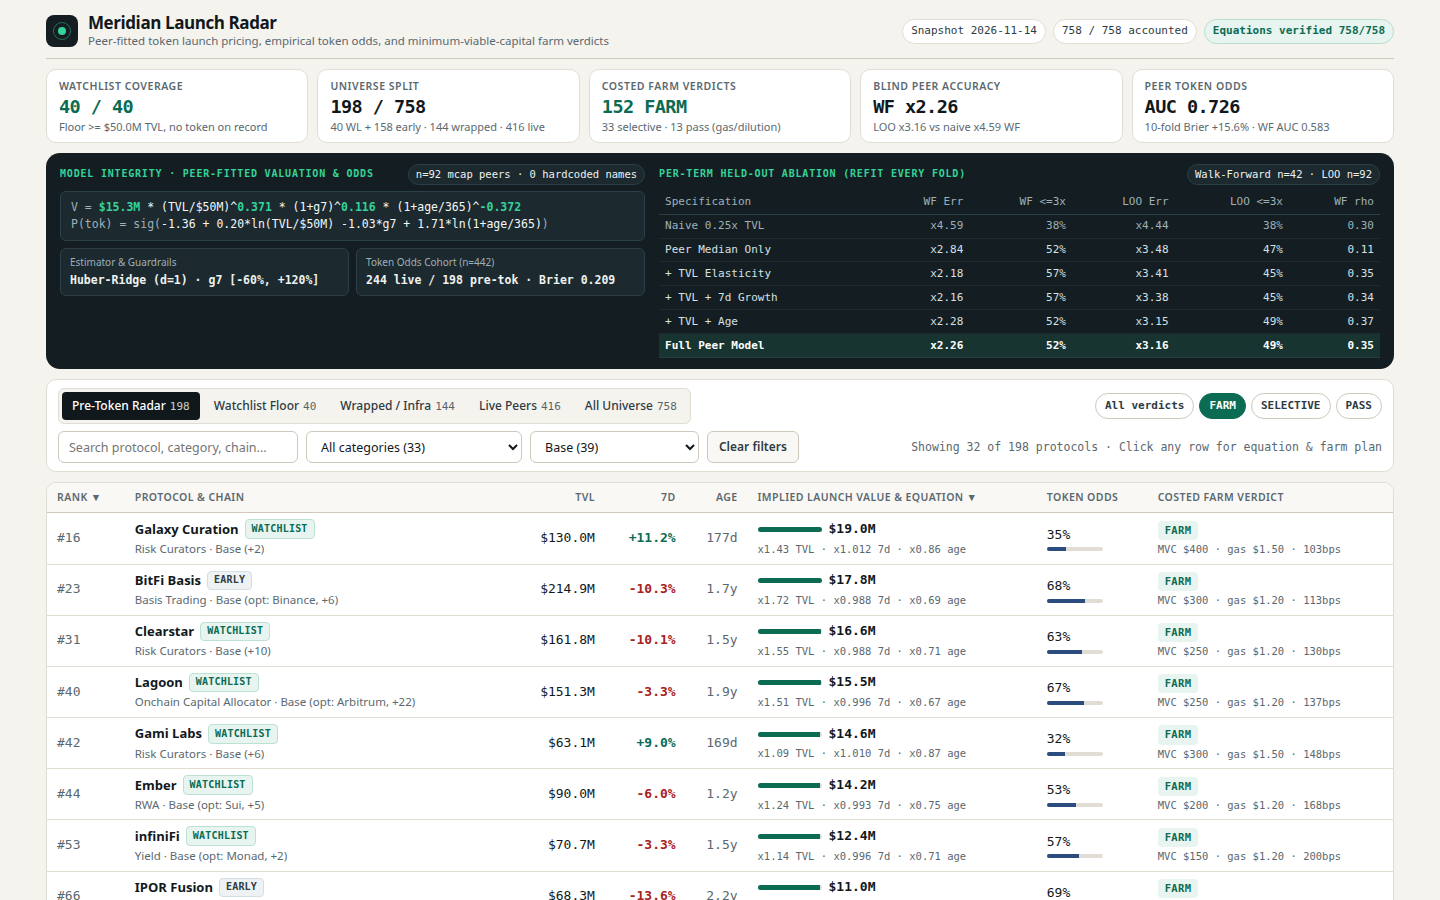 Meridian Launch Radar
Peer-fitted token launch pricing, empirical token odds, and minimum-viable-capital farm verdicts
Snapshot 2026-11-14
758 / 758 accounted
Equations verified 758/758
WATCHLIST COVERAGE
40 / 40
Floor >= $50.0M TVL, no token on record
UNIVERSE SPLIT
198 / 758
40 WL + 158 early · 144 wrapped · 416 live
COSTED FARM VERDICTS
152 FARM
33 selective · 13 pass (gas/dilution)
BLIND PEER ACCURACY
WF x2.26
LOO x3.16 vs naive x4.59 WF
PEER TOKEN ODDS
AUC 0.726
10-fold Brier +15.6% · WF AUC 0.583
MODEL INTEGRITY · PEER-FITTED VALUATION & ODDS
n=92 mcap peers · 0 hardcoded names
V = $15.3M * (TVL/$50M)^0.371 * (1+g7)^0.116 * (1+age/365)^-0.372
P(tok) = sig(-1.36 + 0.20*ln(TVL/$50M) -1.03*g7 + 1.71*ln(1+age/365))
Estimator & Guardrails
Huber-Ridge (d=1) · g7 [-60%, +120%]
Token Odds Cohort (n=442)
244 live / 198 pre-tok · Brier 0.209
PER-TERM HELD-OUT ABLATION (REFIT EVERY FOLD)
Walk-Forward n=42 · LOO n=92
Specification WF Err WF <=3x LOO Err LOO <=3x WF rho
Naive 0.25x TVL x4.59 38% x4.44 38% 0.30
Peer Median Only x2.84 52% x3.48 47% 0.11
+ TVL Elasticity x2.18 57% x3.41 45% 0.35
+ TVL + 7d Growth x2.16 57% x3.38 45% 0.34
+ TVL + Age x2.28 52% x3.15 49% 0.37
Full Peer Model x2.26 52% x3.16 49% 0.35
Pre-Token Radar 198
Watchlist Floor 40
Wrapped / Infra 144
Live Peers 416
All Universe 758
All verdicts
FARM
SELECTIVE
PASS
Search protocol, category, chain...
All categories (33)
Base (39)
Clear filters
Showing 32 of 198 protocols · Click any row for equation & farm plan
RANK ▼ PROTOCOL & CHAIN TVL 7D AGE IMPLIED LAUNCH VALUE & EQUATION ▼ TOKEN ODDS COSTED FARM VERDICT
#16 Galaxy Curation WATCHLIST $130.0M +11.2% 177d $19.0M 35% FARM
Risk Curators · Base (+2) x1.43 TVL · x1.012 7d · x0.86 age MVC $400 · gas $1.50 · 103bps
#23 BitFi Basis EARLY $214.9M -10.3% 1.7y $17.8M 68% FARM
Basis Trading · Base (opt: Binance, +6) x1.72 TVL · x0.988 7d · x0.69 age MVC $300 · gas $1.20 · 113bps
#31 Clearstar WATCHLIST $161.8M -10.1% 1.5y $16.6M 63% FARM
Risk Curators · Base (+10) x1.55 TVL · x0.988 7d · x0.71 age MVC $250 · gas $1.20 · 130bps
#40 Lagoon WATCHLIST $151.3M -3.3% 1.9y $15.5M 67% FARM
Onchain Capital Allocator · Base (opt: Arbitrum, +22) x1.51 TVL · x0.996 7d · x0.67 age MVC $250 · gas $1.20 · 137bps
#42 Gami Labs WATCHLIST $63.1M +9.0% 169d $14.6M 32% FARM
Risk Curators · Base (+6) x1.09 TVL · x1.010 7d · x0.87 age MVC $300 · gas $1.50 · 148bps
#44 Ember WATCHLIST $90.0M -6.0% 1.2y $14.2M 53% FARM
RWA · Base (opt: Sui, +5) x1.24 TVL · x0.993 7d · x0.75 age MVC $200 · gas $1.20 · 168bps
#53 infiniFi WATCHLIST $70.7M -3.3% 1.5y $12.4M 57% FARM
Yield · Base (opt: Monad, +2) x1.14 TVL · x0.996 7d · x0.71 age MVC $150 · gas $1.20 · 200bps
#66 IPOR Fusion EARLY $68.3M -13.6% 2.2y $11.0M 69% FARM